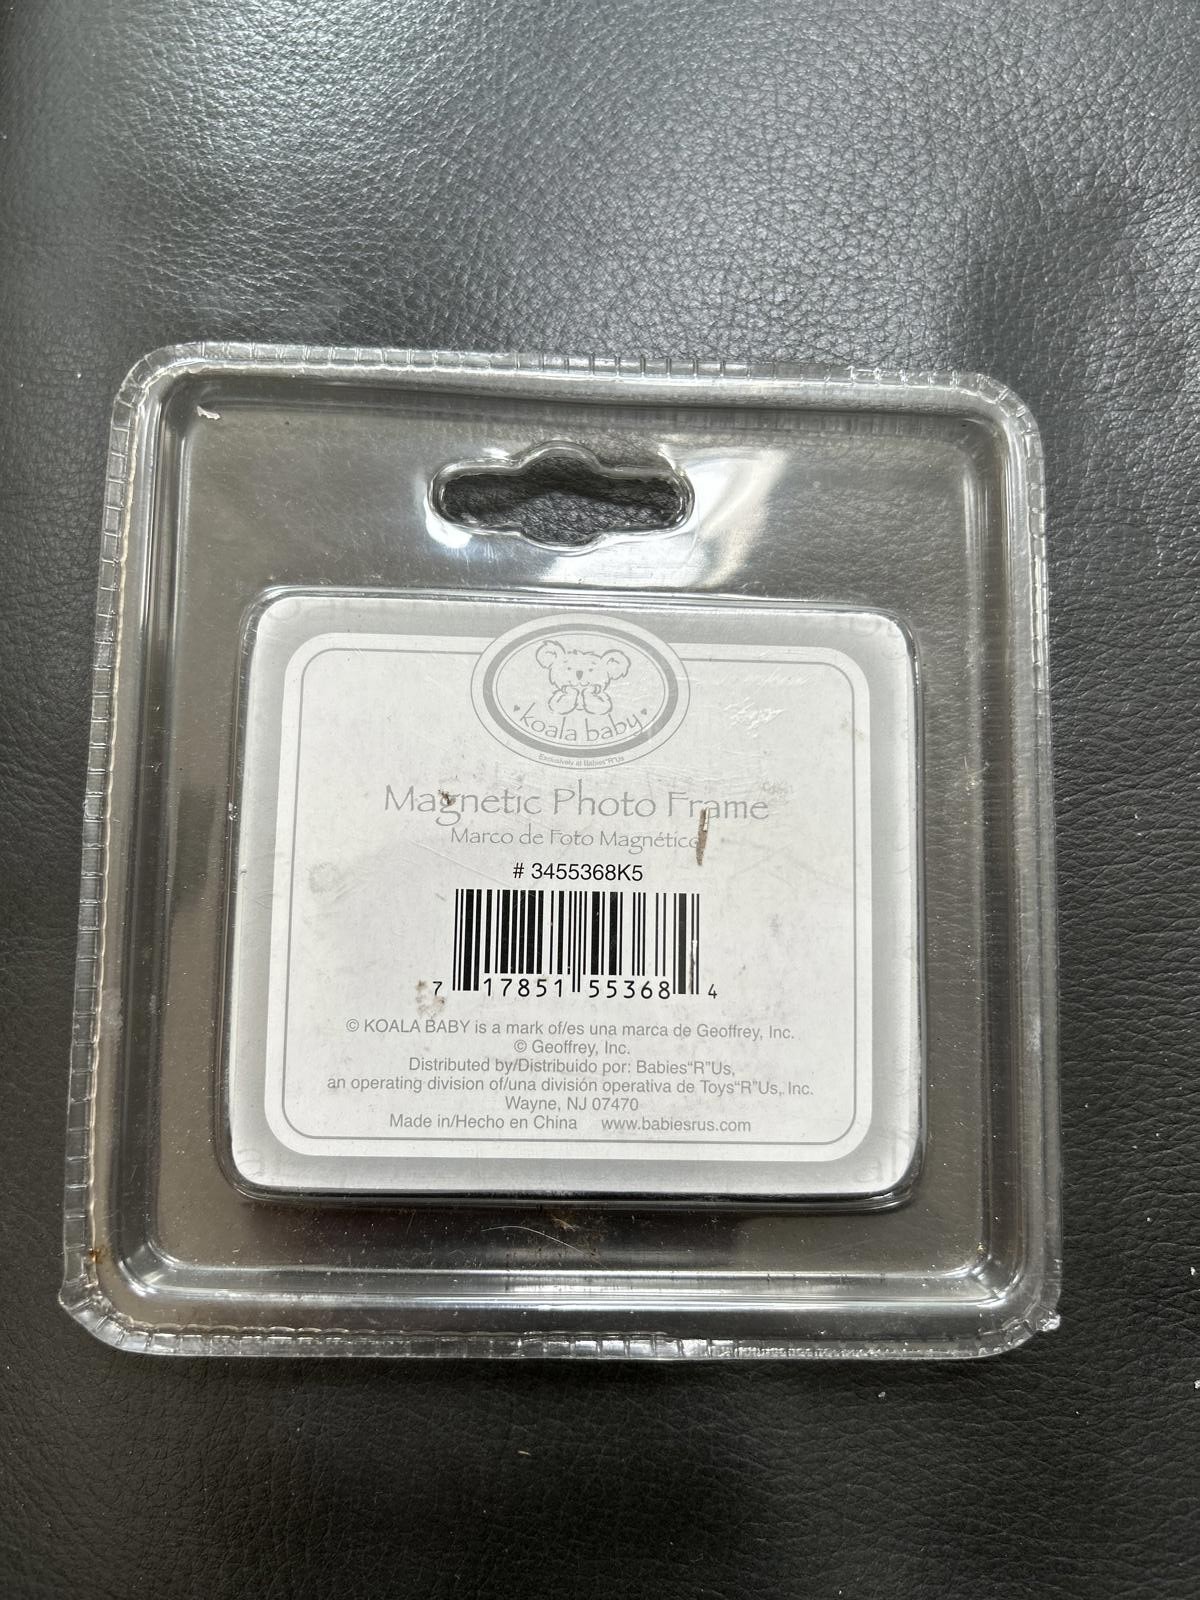 koala baby
Exclusively at Babies"R"Us
Magnetic Photo Frame
Marco de Foto Magnético
# 3455368K5
7 17851 55368 4
© KOALA BABY is a mark of/es una marca de Geoffrey, Inc.
© Geoffrey, Inc.
Distributed by/Distribuido por: Babies"R"Us,
an operating division of/una división operativa de Toys"R"Us, Inc.
Wayne, NJ 07470
Made in/Hecho en China www.babiesrus.com